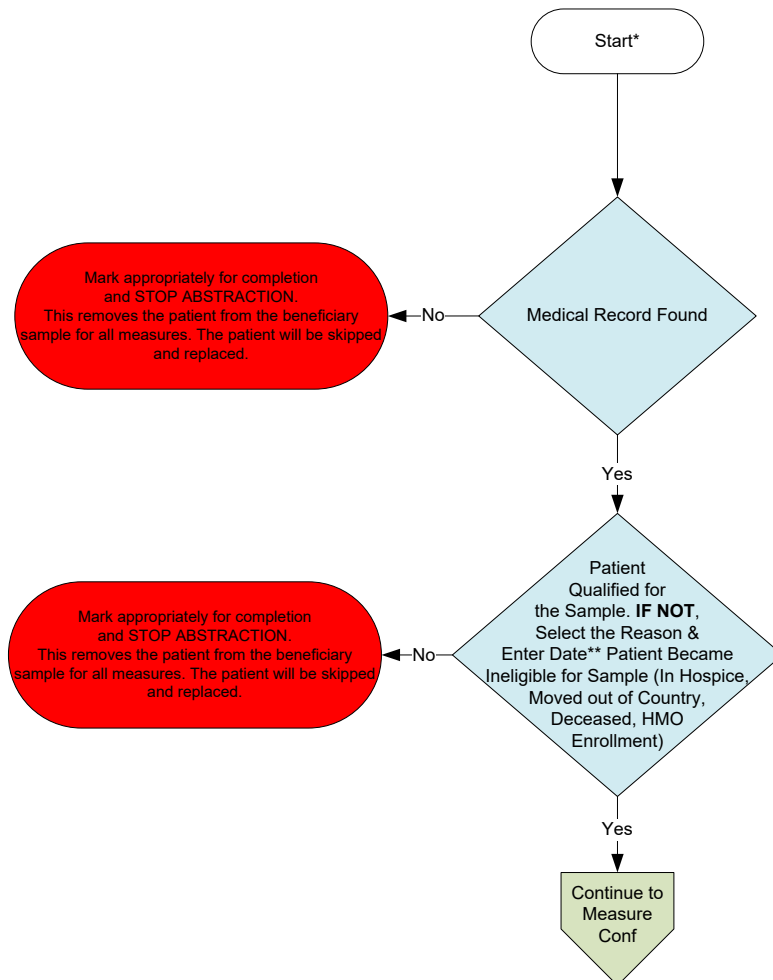 Start*
Medical Record Found
No
Mark appropriately for completion
and STOP ABSTRACTION.
This removes the patient from the beneficiary
sample for all measures. The patient will be skipped
and replaced.
Yes
Patient
Qualified for
the Sample. IF NOT,
Select the Reason &
Enter Date** Patient Became
Ineligible for Sample (In Hospice,
Moved out of Country,
Deceased, HMO
Enrollment)
No
Mark appropriately for completion
and STOP ABSTRACTION.
This removes the patient from the beneficiary
sample for all measures. The patient will be skipped
and replaced.
Yes
Continue to
Measure
Conf